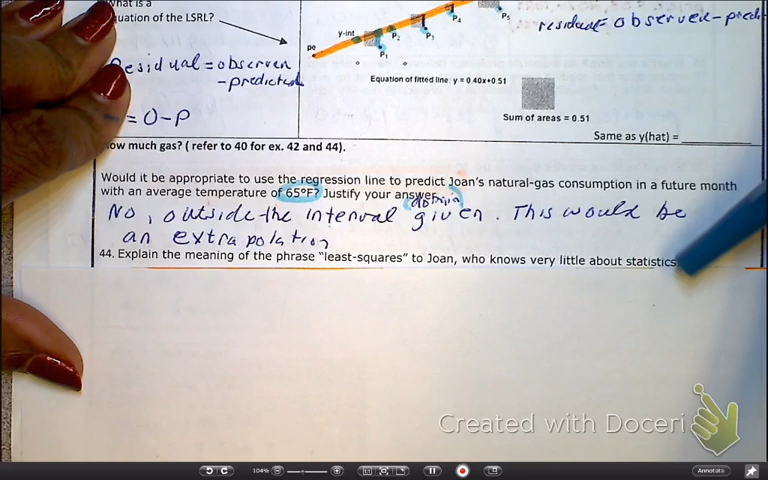 What is a
equation of the LSRL?
residual = observed - predi
y-int
P4
P5
pe
P2
P3
P1
Residual = observed
- predicted
Equation of fitted line: y = 0.40x+0.51
= O - P
Sum of areas = 0.51
Same as y(hat) =
How much gas? ( refer to 40 for ex. 42 and 44).
Would it be appropriate to use the regression line to predict Joan's natural-gas consumption in a future month
with an average temperature of 65°F? Justify your answer.
(domain)
No, outside the interval given. This would be
an extrapolation
44. Explain the meaning of the phrase "least-squares" to Joan, who knows very little about statistics
Created with Doceri
104%
Annotate